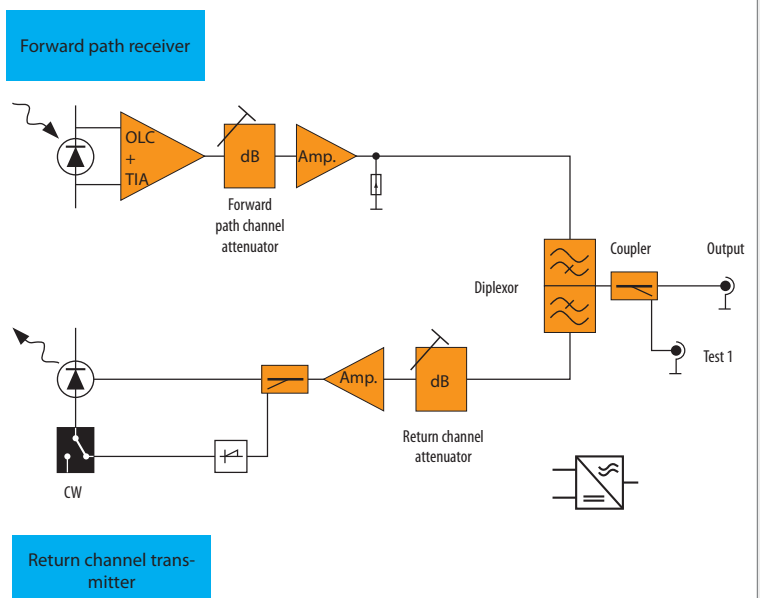 Forward path receiver
OLC
+
TIA
dB
Amp.
Forward
path channel
attenuator
Diplexor
Coupler
Output
Test 1
Amp.
dB
Return channel
attenuator
CW
Return channel trans-
mitter